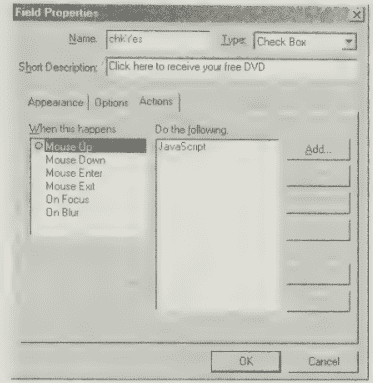 Field Properties
Name: chkYes Type: Check Box
Short Description: Click here to receive your free DVD
Appearance Options Actions
When this happens Do the following:
Mouse Up JavaScript Add...
Mouse Down
Mouse Enter
Mouse Exit
On Focus
On Blur
OK Cancel